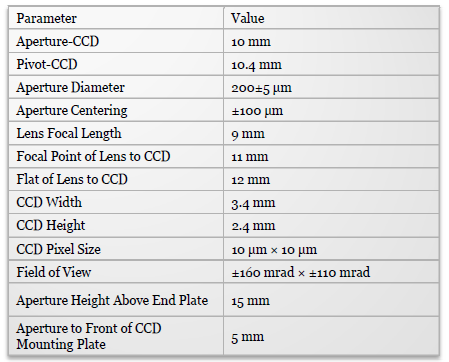 Parameter Value
Aperture-CCD 10 mm
Pivot-CCD 10.4 mm
Aperture Diameter 200±5 µm
Aperture Centering ±100 µm
Lens Focal Length 9 mm
Focal Point of Lens to CCD 11 mm
Flat of Lens to CCD 12 mm
CCD Width 3.4 mm
CCD Height 2.4 mm
CCD Pixel Size 10 µm × 10 µm
Field of View ±160 mrad × ±110 mrad
Aperture Height Above End Plate 15 mm
Aperture to Front of CCD
Mounting Plate 5 mm